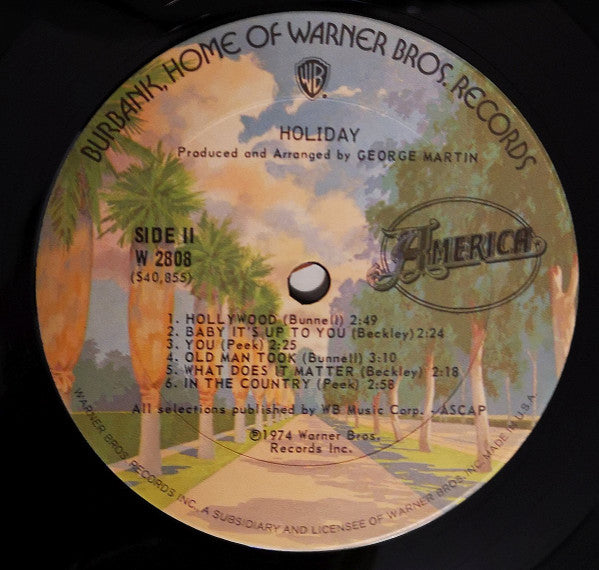 BURBANK, HOME OF WARNER BROS. RECORDS
WB
HOLIDAY
Produced and Arranged by GEORGE MARTIN
AMERICA
SIDE II
W 2808
(S40,855)
1. HOLLYWOOD (Bunnell) 2:49
2. BABY IT'S UP TO YOU (Beckley) 2:24
3. YOU (Peek) 2:25
4. OLD MAN TOOK (Bunnell) 3:10
5. WHAT DOES IT MATTER (Beckley) 2:18
6. IN THE COUNTRY (Peek) 2:58
All selections published by WB Music Corp. - ASCAP
℗1974 Warner Bros.
Records Inc.
WARNER BROS. RECORDS INC., A SUBSIDIARY AND LICENSEE OF WARNER BROS. INC. MADE IN U.S.A.